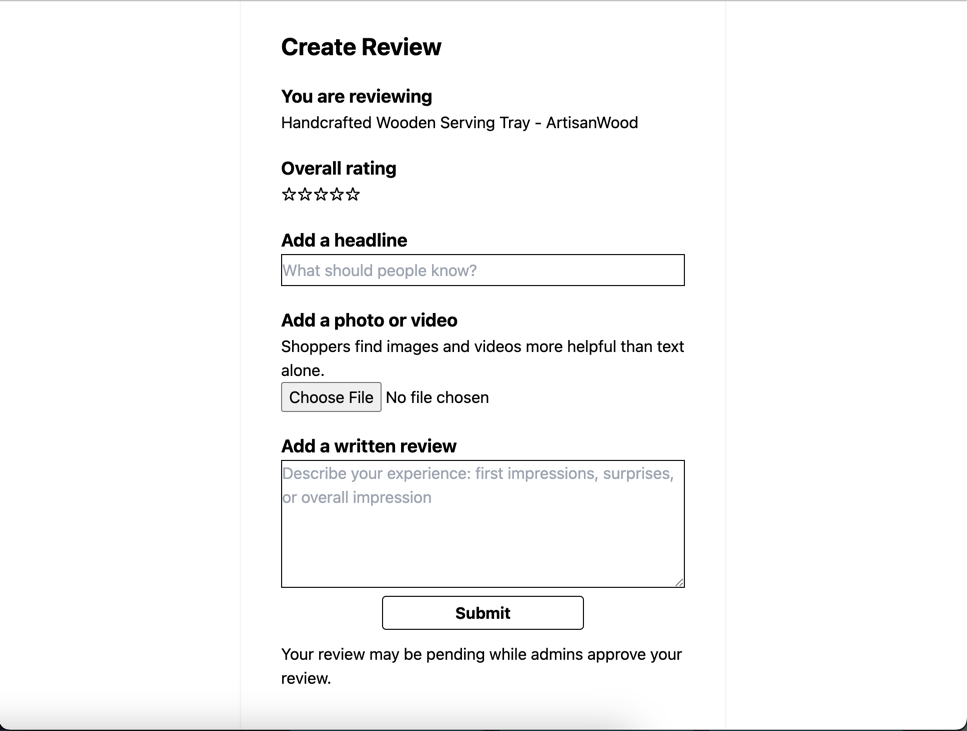 Create Review
You are reviewing
Handcrafted Wooden Serving Tray - ArtisanWood
Overall rating
Add a headline
What should people know?
Add a photo or video
Shoppers find images and videos more helpful than text
alone.
Choose File No file chosen
Add a written review
Describe your experience: first impressions, surprises,
or overall impression
Submit
Your review may be pending while admins approve your
review.